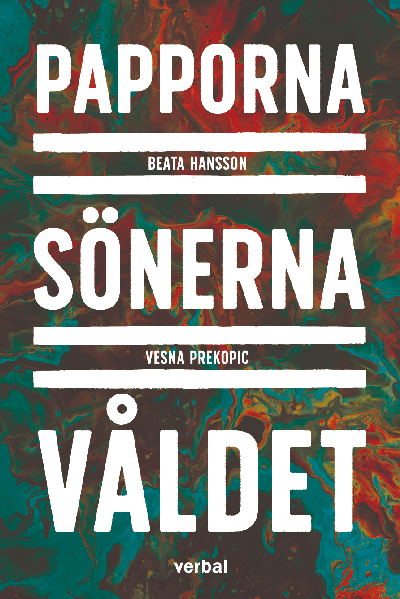 PAPPORNA
BEATA HANSSON
SÖNERNA
VESNA PREKOPIC
VÅLDET
verbal